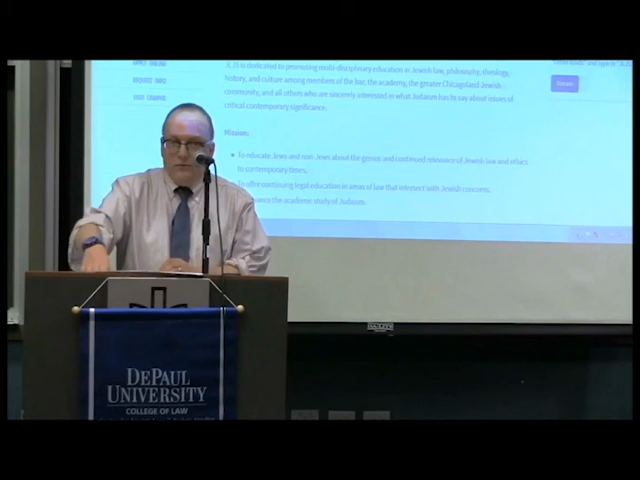 APPLY ONLINE
REQUEST INFO
VISIT CAMPUS
JLJS is dedicated to promoting multi-disciplinary education in Jewish law, philosophy, theology,
history, and culture among members of the bar, the academy, the greater Chicagoland Jewish
community, and all others who are sincerely interested in what Judaism has to say about issues of
critical contemporary significance.
Mission:
To educate Jews and non-Jews about the genius and continued relevance of Jewish law and ethics
to contemporary times.
To offer continuing legal education in areas of law that intersect with Jewish concerns.
the academic study of Judaism.
Donate
DEPAUL
UNIVERSITY
COLLEGE OF LAW